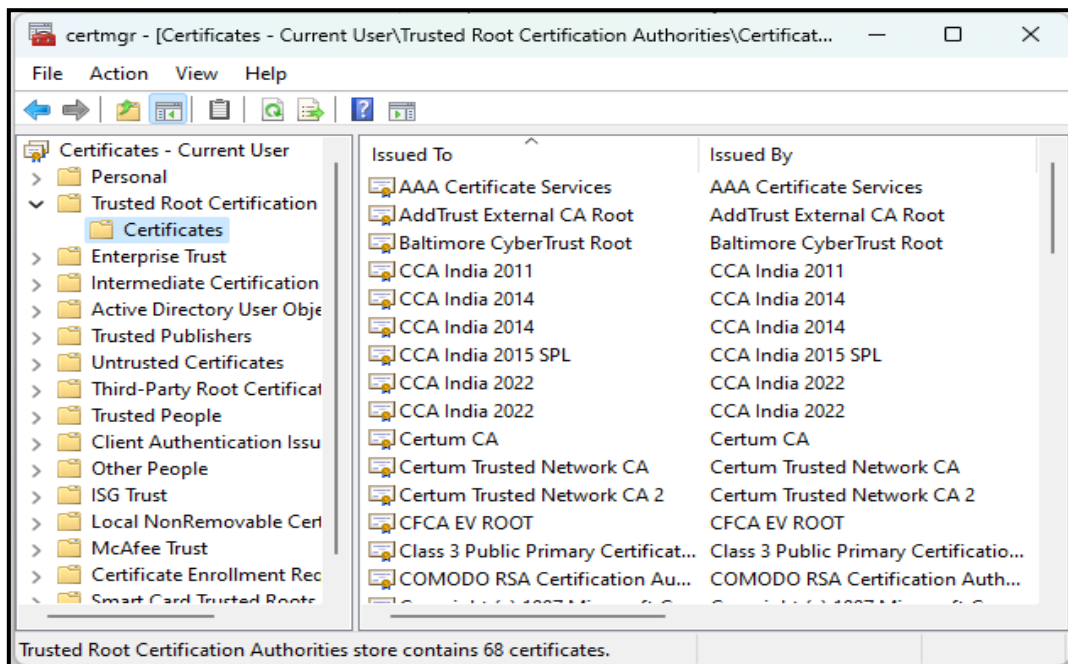 certmgr - [Certificates - Current User\Trusted Root Certification Authorities\Certificat...
File Action View Help
Certificates - Current User
Personal
Trusted Root Certification
Certificates
Enterprise Trust
Intermediate Certification
Active Directory User Obje
Trusted Publishers
Untrusted Certificates
Third-Party Root Certificat
Trusted People
Client Authentication Issu
Other People
ISG Trust
Local NonRemovable Cert
McAfee Trust
Certificate Enrollment Rec
Smart Card Trusted Roots
Issued To Issued By
AAA Certificate Services AAA Certificate Services
AddTrust External CA Root AddTrust External CA Root
Baltimore CyberTrust Root Baltimore CyberTrust Root
CCA India 2011 CCA India 2011
CCA India 2014 CCA India 2014
CCA India 2014 CCA India 2014
CCA India 2015 SPL CCA India 2015 SPL
CCA India 2022 CCA India 2022
CCA India 2022 CCA India 2022
Certum CA Certum CA
Certum Trusted Network CA Certum Trusted Network CA
Certum Trusted Network CA 2 Certum Trusted Network CA 2
CFCA EV ROOT CFCA EV ROOT
Class 3 Public Primary Certificat... Class 3 Public Primary Certificatio...
COMODO RSA Certification Au... COMODO RSA Certification Auth...
Trusted Root Certification Authorities store contains 68 certificates.